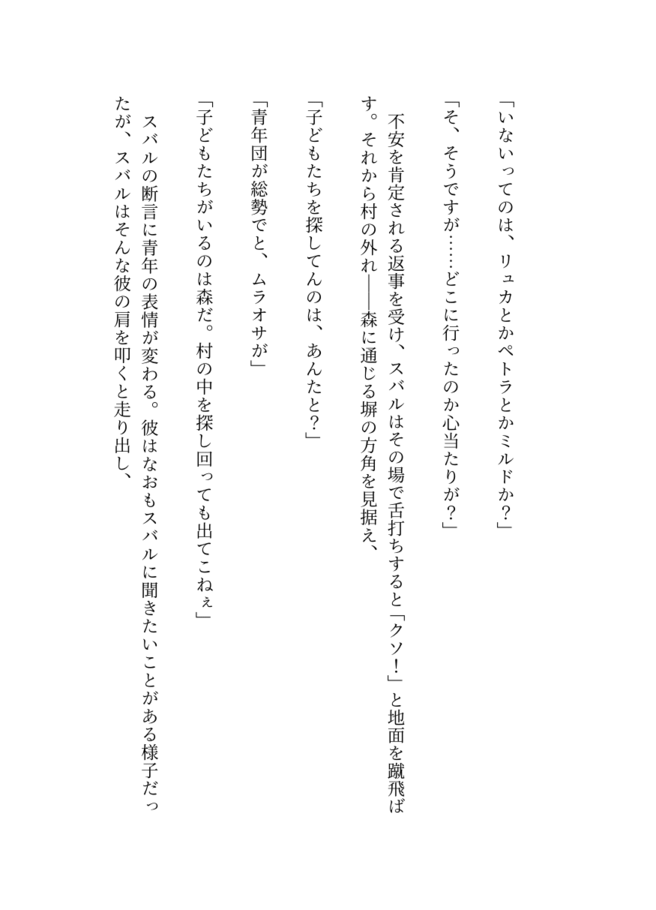 「いないってのは、リュカとかペトラとかミルドか？」
「そ、そうですが……どこに行ったのか心当たりが？」
　不安を肯定される返事を受け、スバルはその場で舌打ちすると「クソ！」と地面を蹴飛ば
す。それから村の外れ――森に通じる塀の方角を見据え、
「子どもたちを探してんのは、あんたと？」
「青年団が総勢でと、ムラオサが」
「子どもたちがいるのは森だ。村の中を探し回っても出てこねぇ」
　スバルの断言に青年の表情が変わる。彼はなおもスバルに聞きたいことがある様子だっ
たが、スバルはそんな彼の肩を叩くと走り出し、